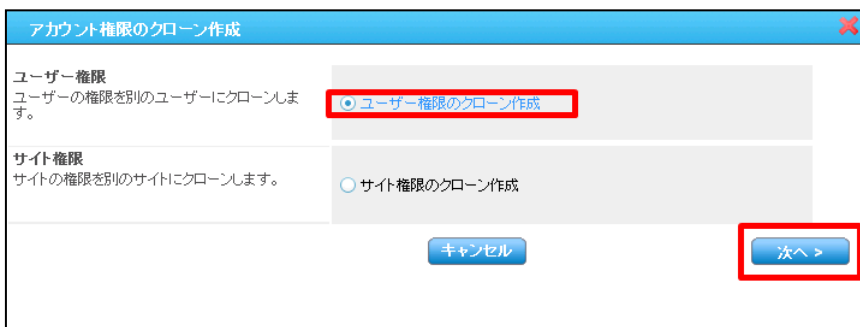 アカウント権限のクローン作成
ユーザー権限
ユーザーの権限を別のユーザーにクローンしま
す。
ユーザー権限のクローン作成
サイト権限
サイトの権限を別のサイトにクローンします。
サイト権限のクローン作成
キャンセル
次へ >